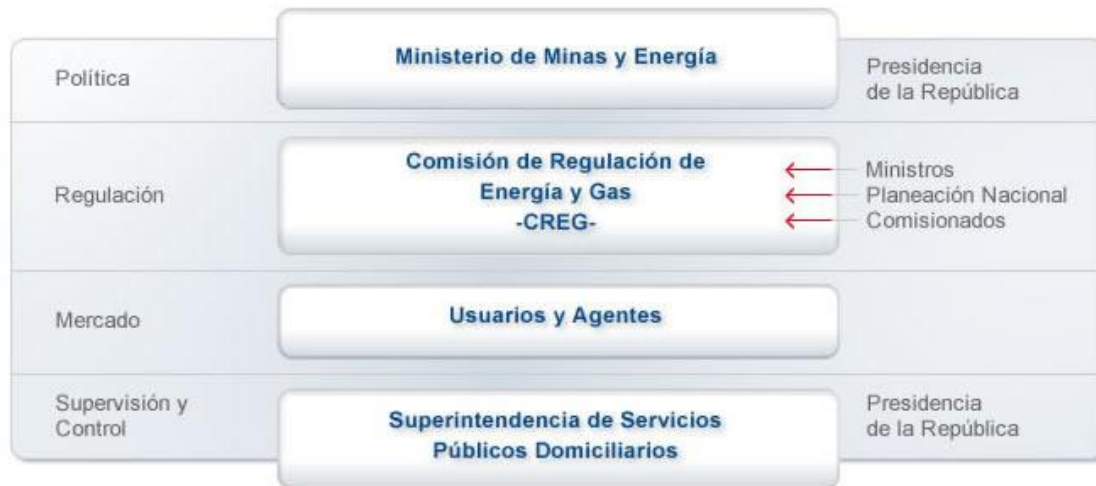 Política
Ministerio de Minas y Energía
Presidencia
de la República
Regulación
Comisión de Regulación de
Energía y Gas
-CREG-
Ministros
Planeación Nacional
Comisionados
Mercado
Usuarios y Agentes
Supervisión y
Control
Superintendencia de Servicios
Públicos Domiciliarios
Presidencia
de la República